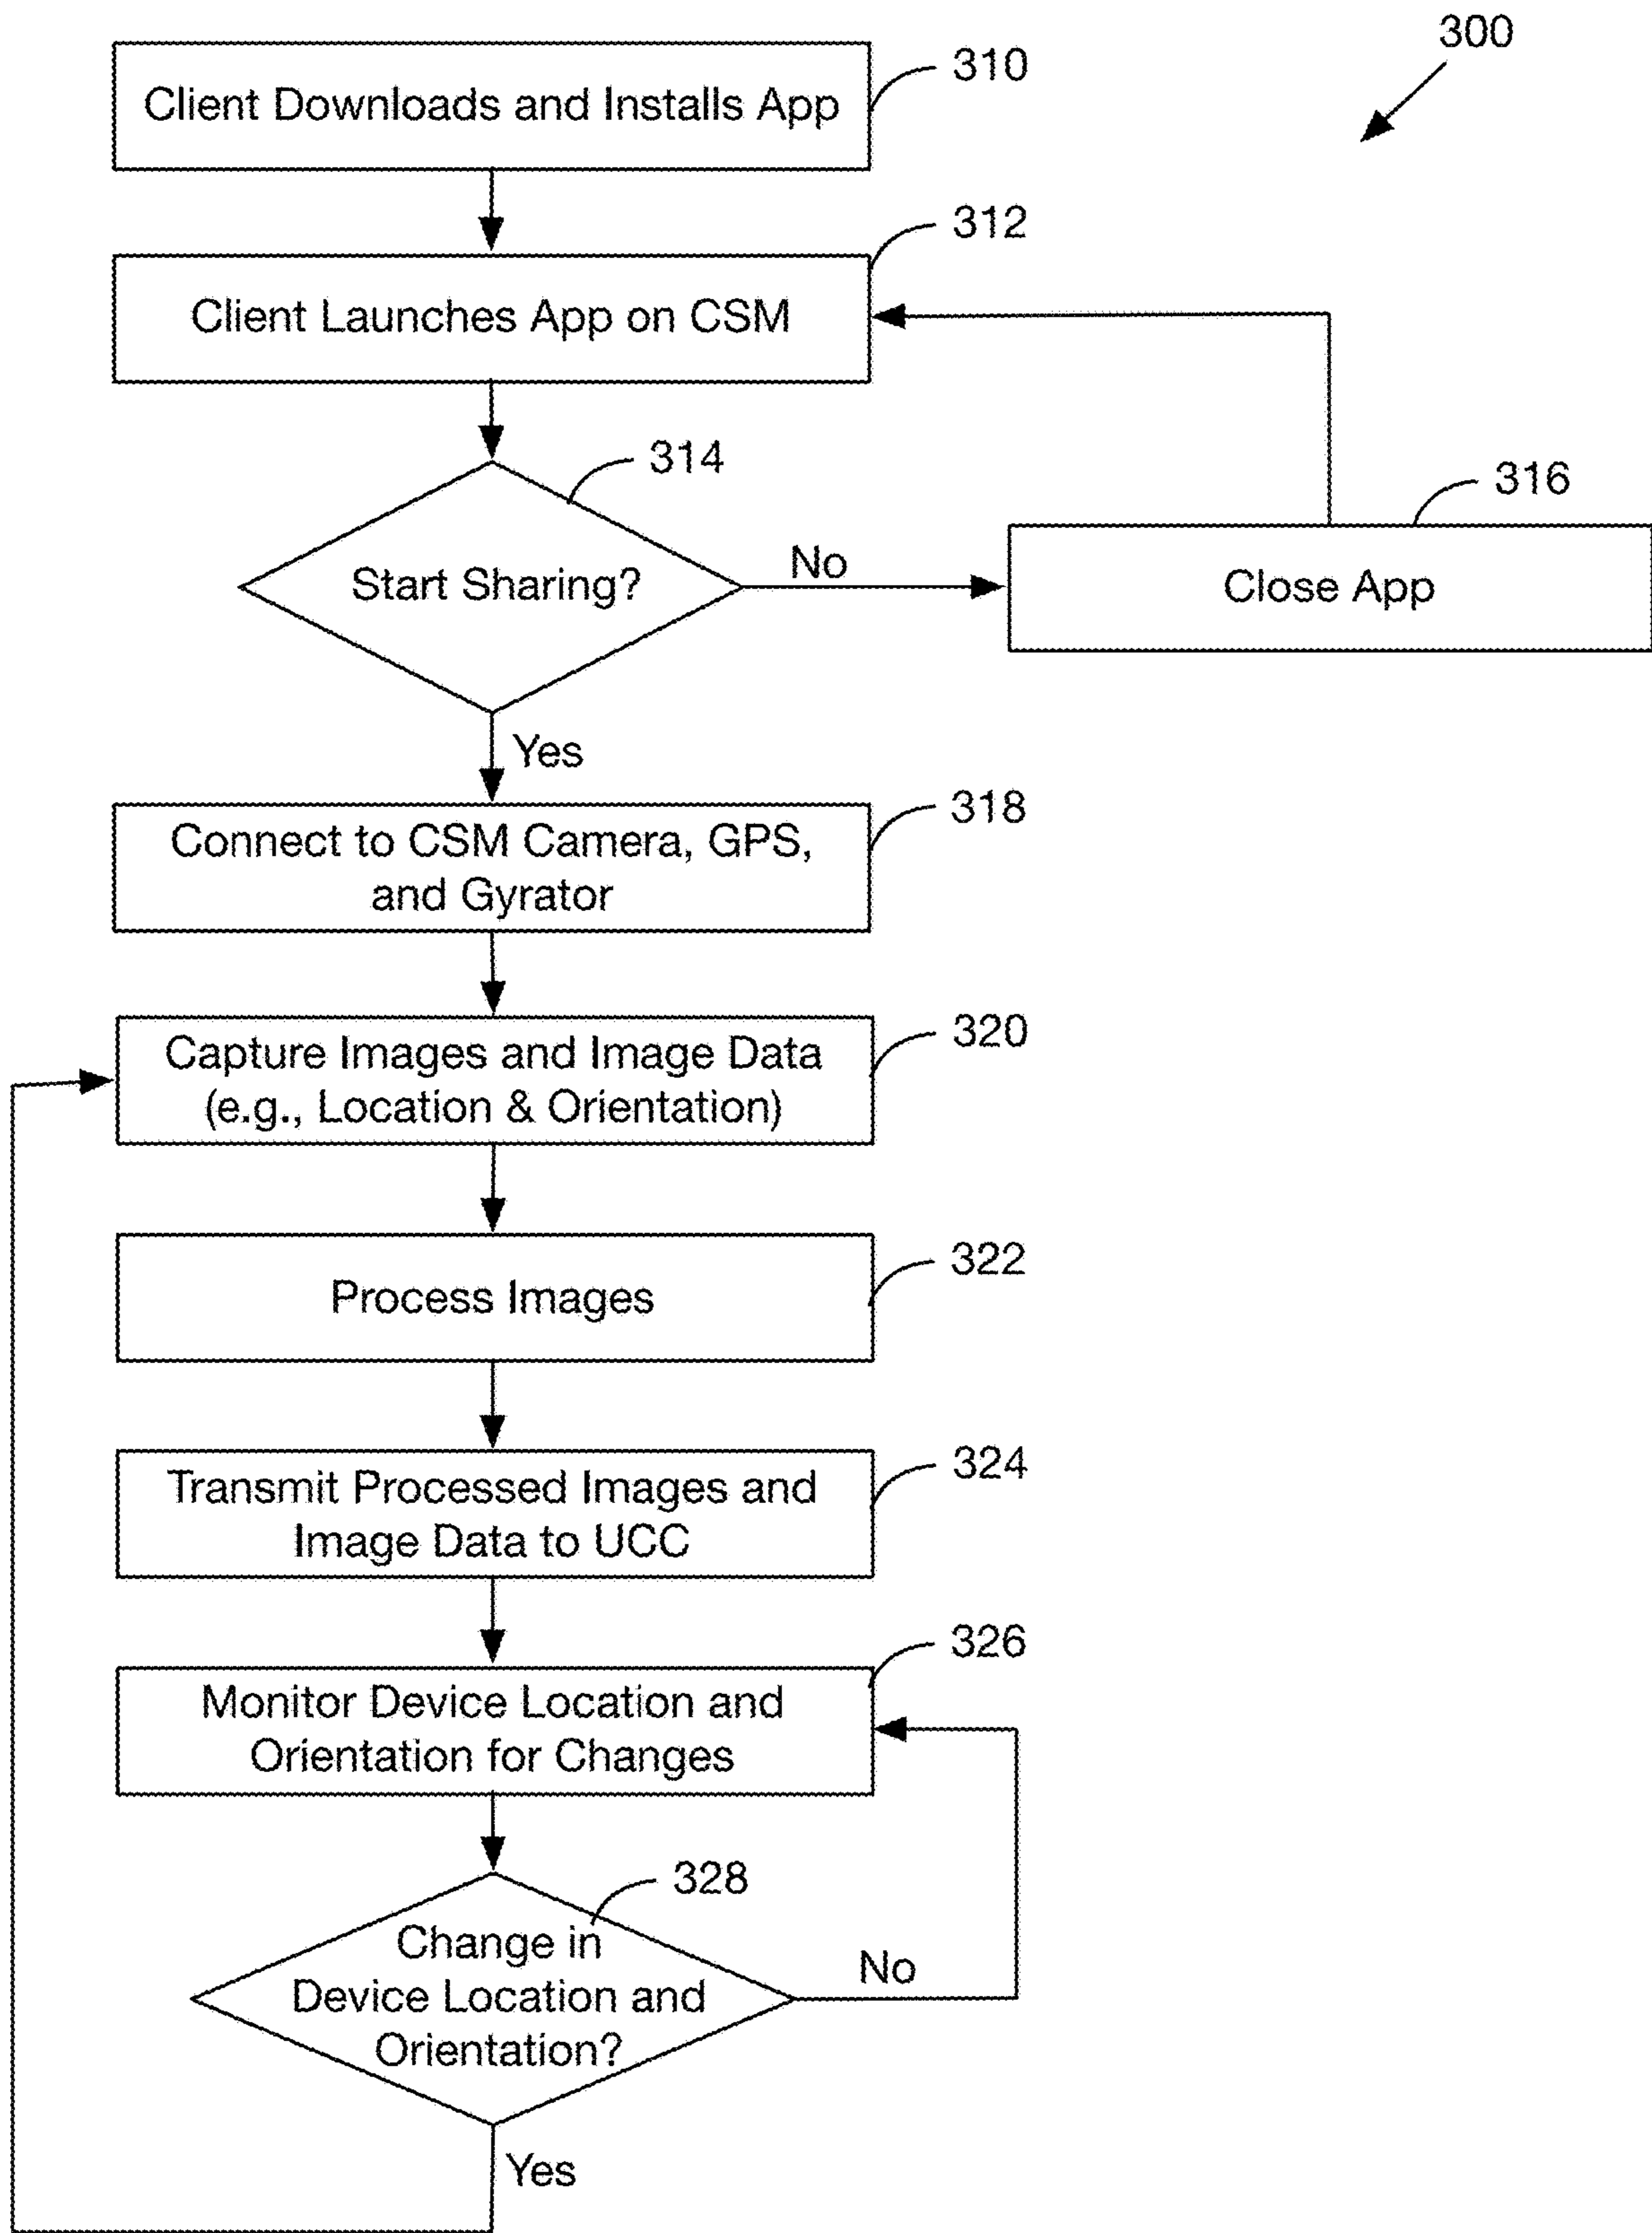 300
310
Client Downloads and Installs App
312
Client Launches App on CSM
314
316
Start Sharing?
No
Close App
Yes
318
Connect to CSM Camera, GPS,
and Gyrator
320
Capture Images and Image Data
(e.g., Location & Orientation)
322
Process Images
324
Transmit Processed Images and
Image Data to UCC
326
Monitor Device Location and
Orientation for Changes
328
Change in
Device Location and
Orientation?
No
Yes